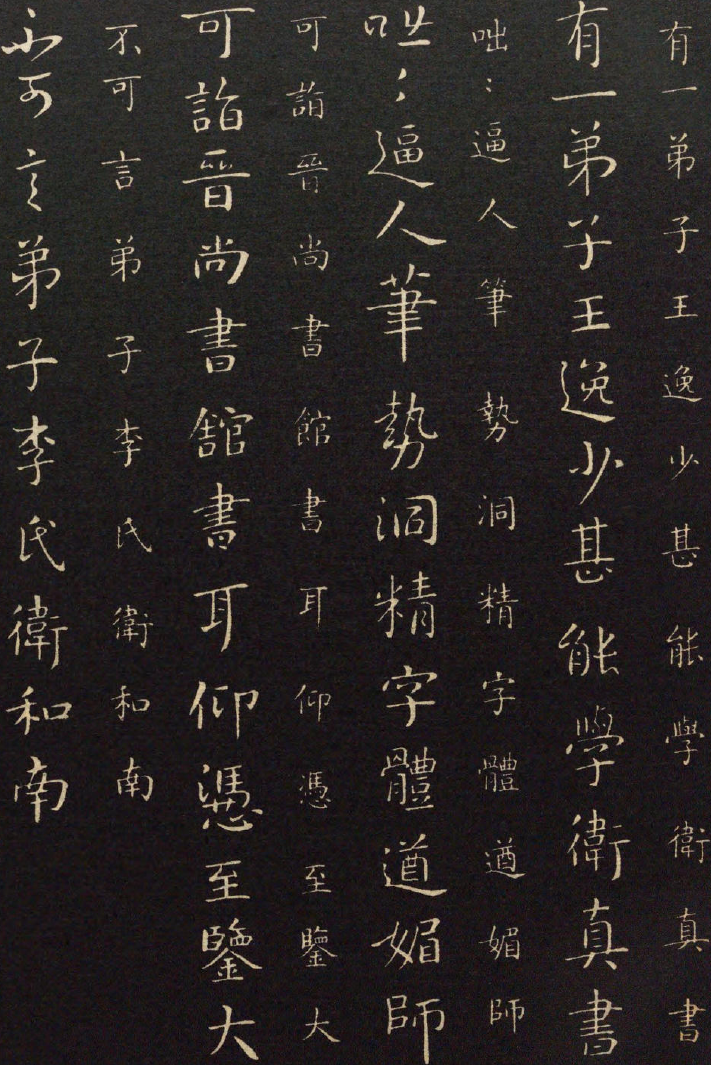 有一弟子王逸少甚能學衛真書
有一弟子王逸少甚能學衛真書
咄：逼人筆勢洞精字體遒媚師
咄：逼人筆勢洞精字體遒媚師
可詣晉尚書館書耳仰憑至鑒大
可詣晉尚書舘書耳仰憑至鑒大
不可言弟子李氏衛和南
不可言弟子李氏衛和南